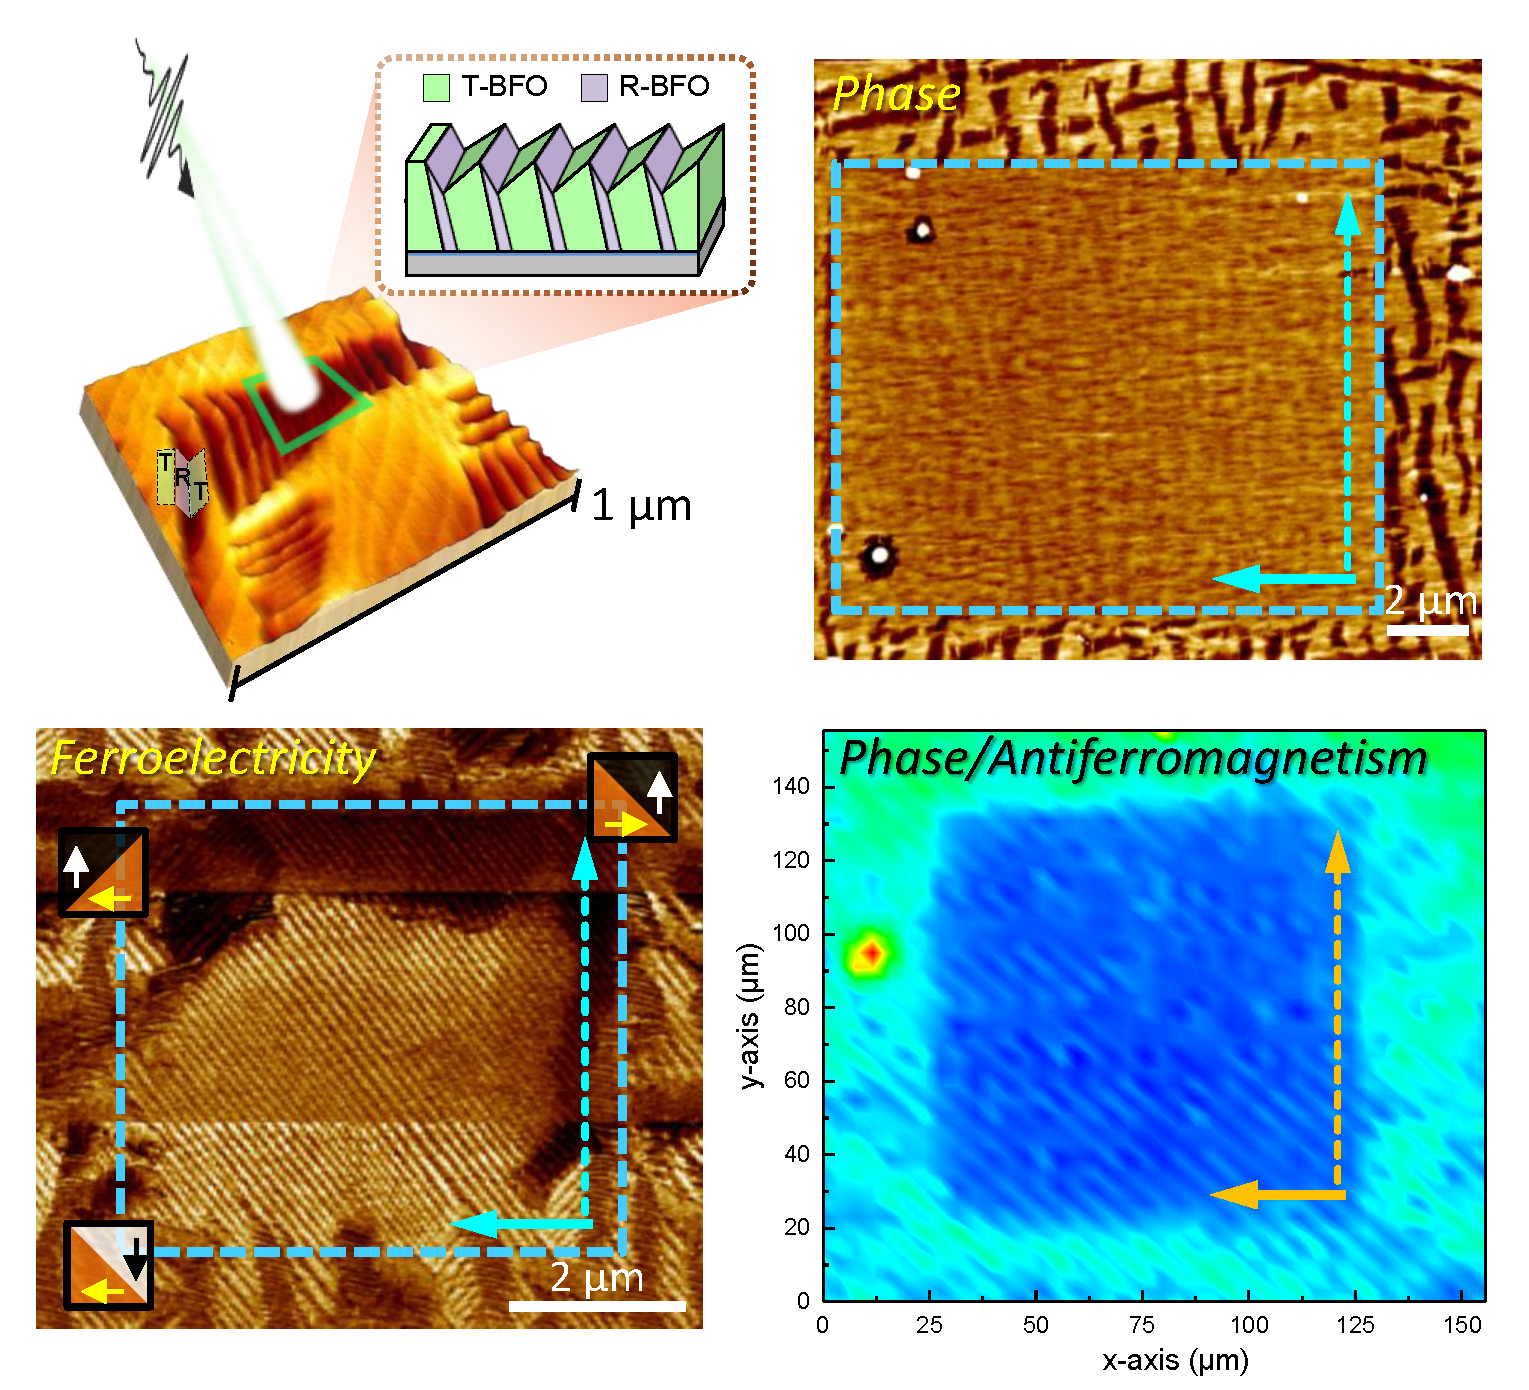 T-BFO R-BFO
T
R
T
1 µm
Phase
2 µm
Ferroelectricity
2 µm
Phase/Antiferromagnetism
140
120
100
80
60
40
20
0
y-axis (µm)
0 25 50 75 100 125 150
x-axis (µm)